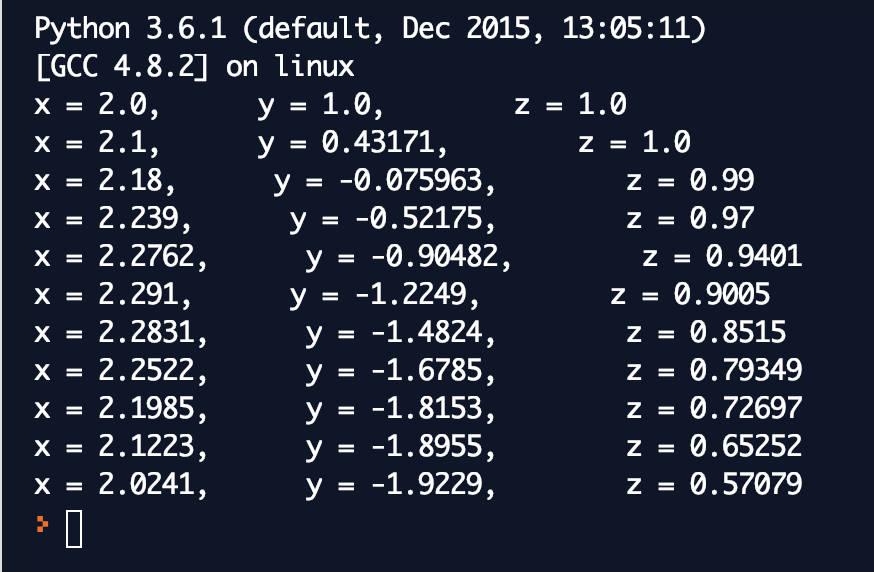 Python 3.6.1 (default, Dec 2015, 13:05:11)
[GCC 4.8.2] on linux
x = 2.0,      y = 1.0,        z = 1.0
x = 2.1,      y = 0.43171,        z = 1.0
x = 2.18,      y = -0.075963,        z = 0.99
x = 2.239,      y = -0.52175,        z = 0.97
x = 2.2762,      y = -0.90482,        z = 0.9401
x = 2.291,      y = -1.2249,        z = 0.9005
x = 2.2831,      y = -1.4824,        z = 0.8515
x = 2.2522,      y = -1.6785,        z = 0.79349
x = 2.1985,      y = -1.8153,        z = 0.72697
x = 2.1223,      y = -1.8955,        z = 0.65252
x = 2.0241,      y = -1.9229,        z = 0.57079